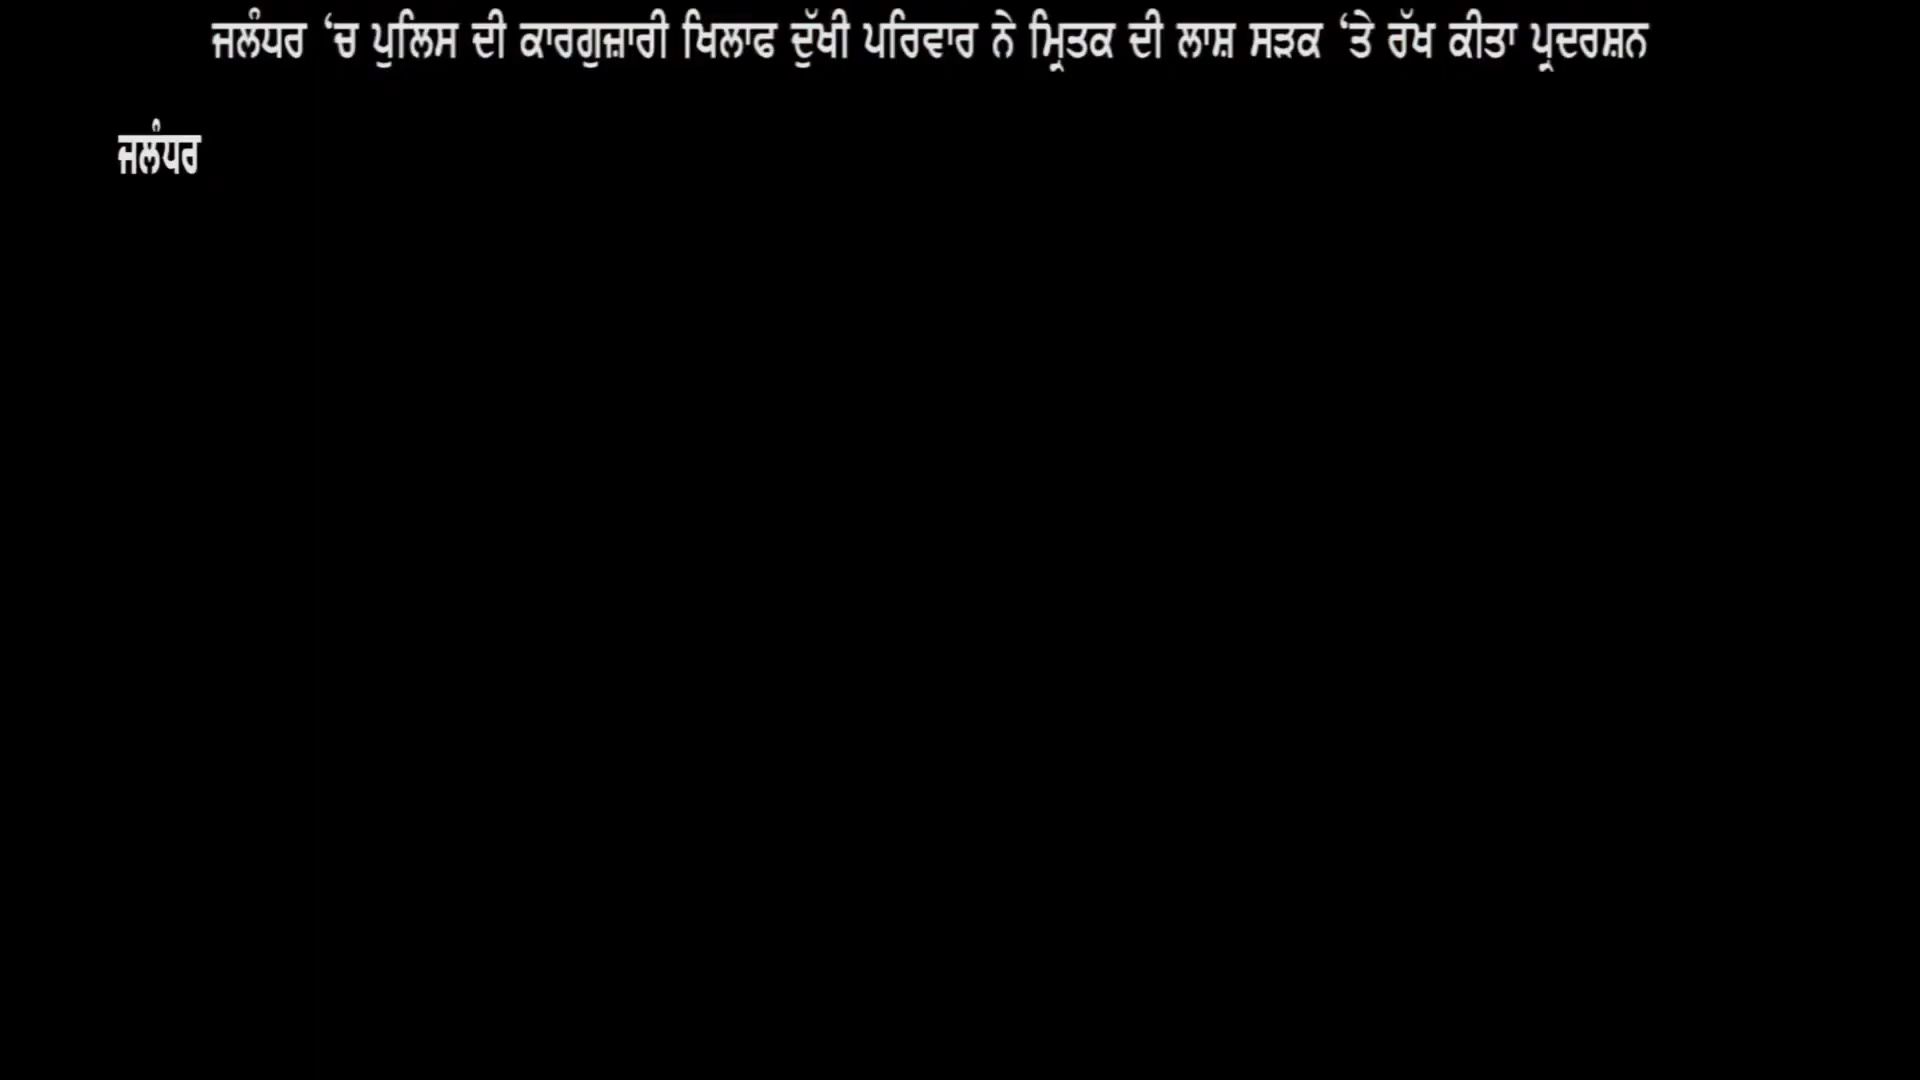 ਜਲੰਧਰ ‘ਚ ਪੁਲਿਸ ਦੀ ਕਾਰਗੁਜ਼ਾਰੀ ਖਿਲਾਫ ਦੁੱਖੀ ਪਰਿਵਾਰ ਨੇ ਮ੍ਰਿਤਕ ਦੀ ਲਾਸ਼ ਸੜਕ ‘ਤੇ ਰੱਖ ਕੀਤਾ ਪ੍ਰਦਰਸ਼ਨ
ਜਲੰਧਰ